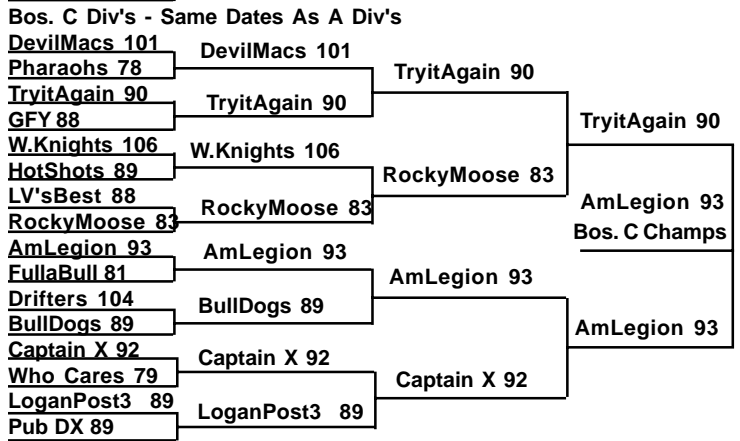 Bos. C Div's - Same Dates As A Div's
DevilMacs 101
Pharaohs 78
TryitAgain 90
GFY 88
W.Knights 106
HotShots 89
LV'sBest 88
RockyMoose 83
AmLegion 93
FullaBull 81
Drifters 104
BullDogs 89
Captain X 92
Who Cares 79
LoganPost3 89
Pub DX 89
DevilMacs 101
TryitAgain 90
W.Knights 106
RockyMoose 83
AmLegion 93
BullDogs 89
Captain X 92
LoganPost3 89
TryitAgain 90
RockyMoose 83
AmLegion 93
Captain X 92
TryitAgain 90
AmLegion 93
AmLegion 93
Bos. C Champs